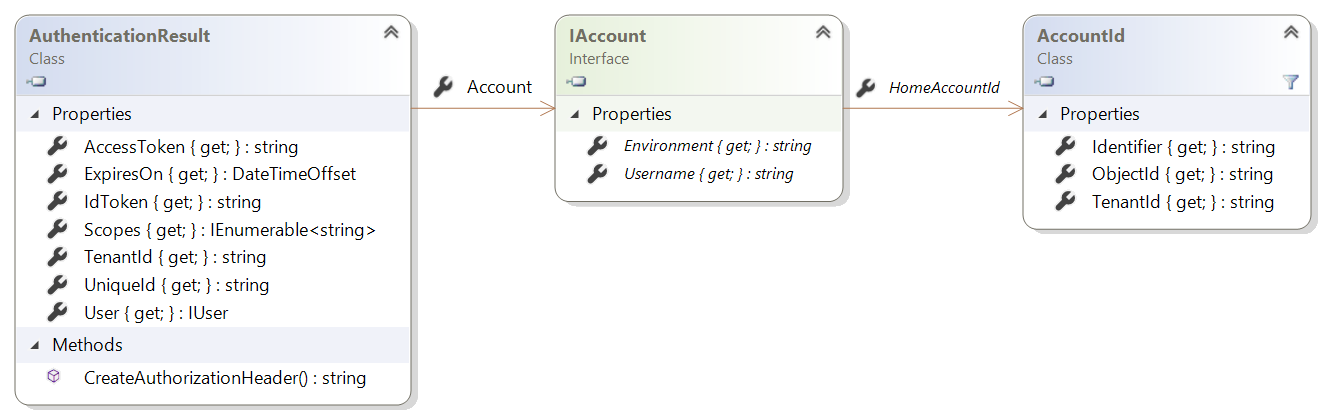 AuthenticationResult
Class
Properties
AccessToken { get; } : string
ExpiresOn { get; } : DateTimeOffset
IdToken { get; } : string
Scopes { get; } : IEnumerable<string>
TenantId { get; } : string
UniqueId { get; } : string
User { get; } : IUser
Methods
CreateAuthorizationHeader() : string
Account
IAccount
Interface
Properties
Environment { get; } : string
Username { get; } : string
HomeAccountId
AccountId
Class
Properties
Identifier { get; } : string
ObjectId { get; } : string
TenantId { get; } : string